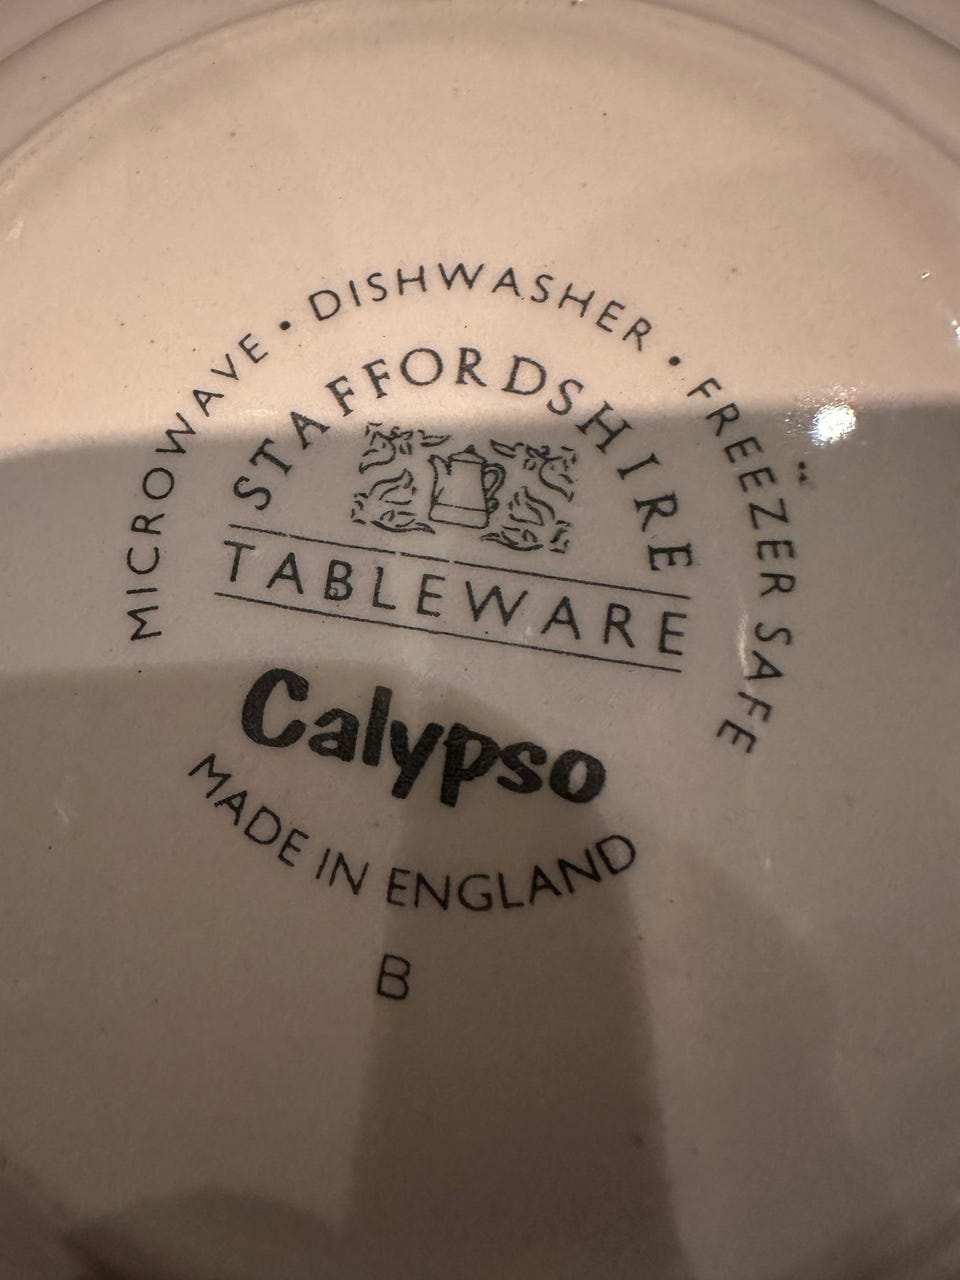 MICROWAVE • DISHWASHER • FREEZER SAFE
STAFFORDSHIRE
TABLEWARE
Calypso
MADE IN ENGLAND
B